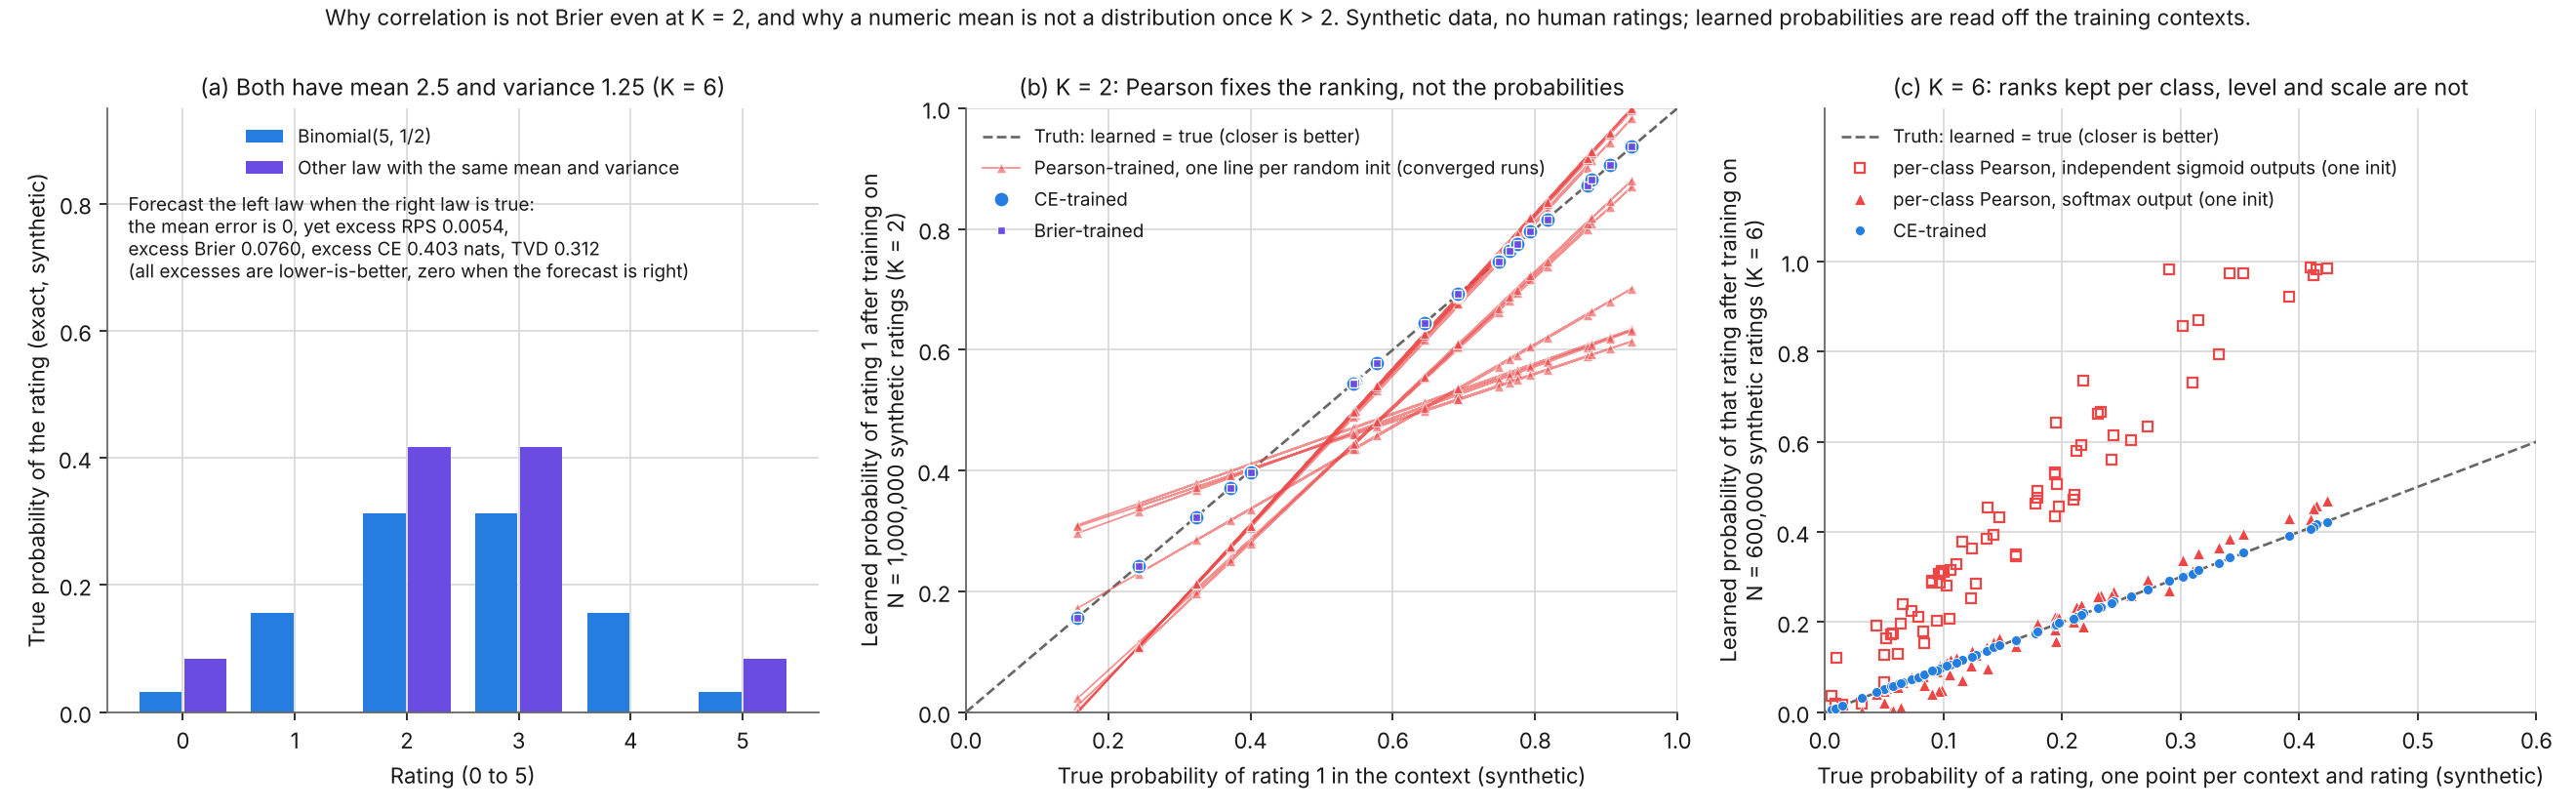 Why correlation is not Brier even at K = 2, and why a numeric mean is not a distribution once K > 2. Synthetic data, no human ratings; learned probabilities are read off the training contexts.
(a) Both have mean 2.5 and variance 1.25 (K = 6)
Binomial(5, 1/2)
Other law with the same mean and variance
Forecast the left law when the right law is true:
the mean error is 0, yet excess RPS 0.0054,
excess Brier 0.0760, excess CE 0.403 nats, TVD 0.312
(all excesses are lower-is-better, zero when the forecast is right)
True probability of the rating (exact, synthetic)
0.8
0.6
0.4
0.2
0.0
0 1 2 3 4 5
Rating (0 to 5)
(b) K = 2: Pearson fixes the ranking, not the probabilities
Truth: learned = true (closer is better)
Pearson-trained, one line per random init (converged runs)
CE-trained
Brier-trained
Learned probability of rating 1 after training on
N = 1,000,000 synthetic ratings (K = 2)
1.0
0.8
0.6
0.4
0.2
0.0
0.0 0.2 0.4 0.6 0.8 1.0
True probability of rating 1 in the context (synthetic)
(c) K = 6: ranks kept per class, level and scale are not
Truth: learned = true (closer is better)
per-class Pearson, independent sigmoid outputs (one init)
per-class Pearson, softmax output (one init)
CE-trained
Learned probability of that rating after training on
N = 600,000 synthetic ratings (K = 6)
1.0
0.8
0.6
0.4
0.2
0.0
0.0 0.1 0.2 0.3 0.4 0.5 0.6
True probability of a rating, one point per context and rating (synthetic)